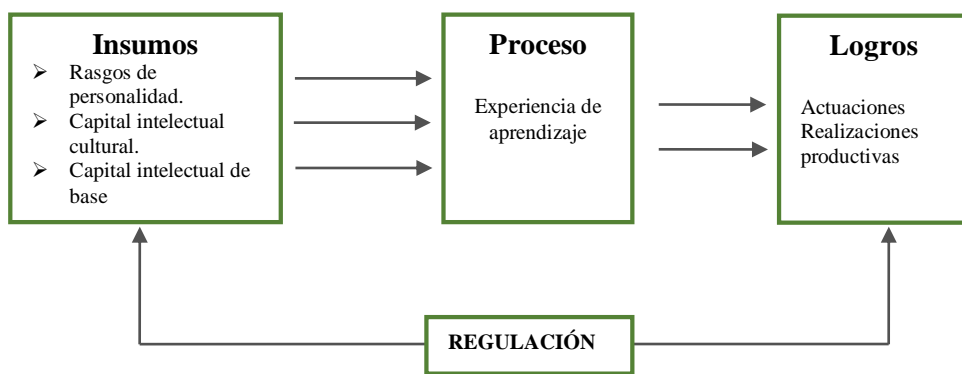 Insumos
Rasgos de
personalidad.
Capital intelectual
cultural.
Capital intelectual de
base
Proceso
Experiencia de
aprendizaje
Logros
Actuaciones
Realizaciones
productivas
REGULACIÓN